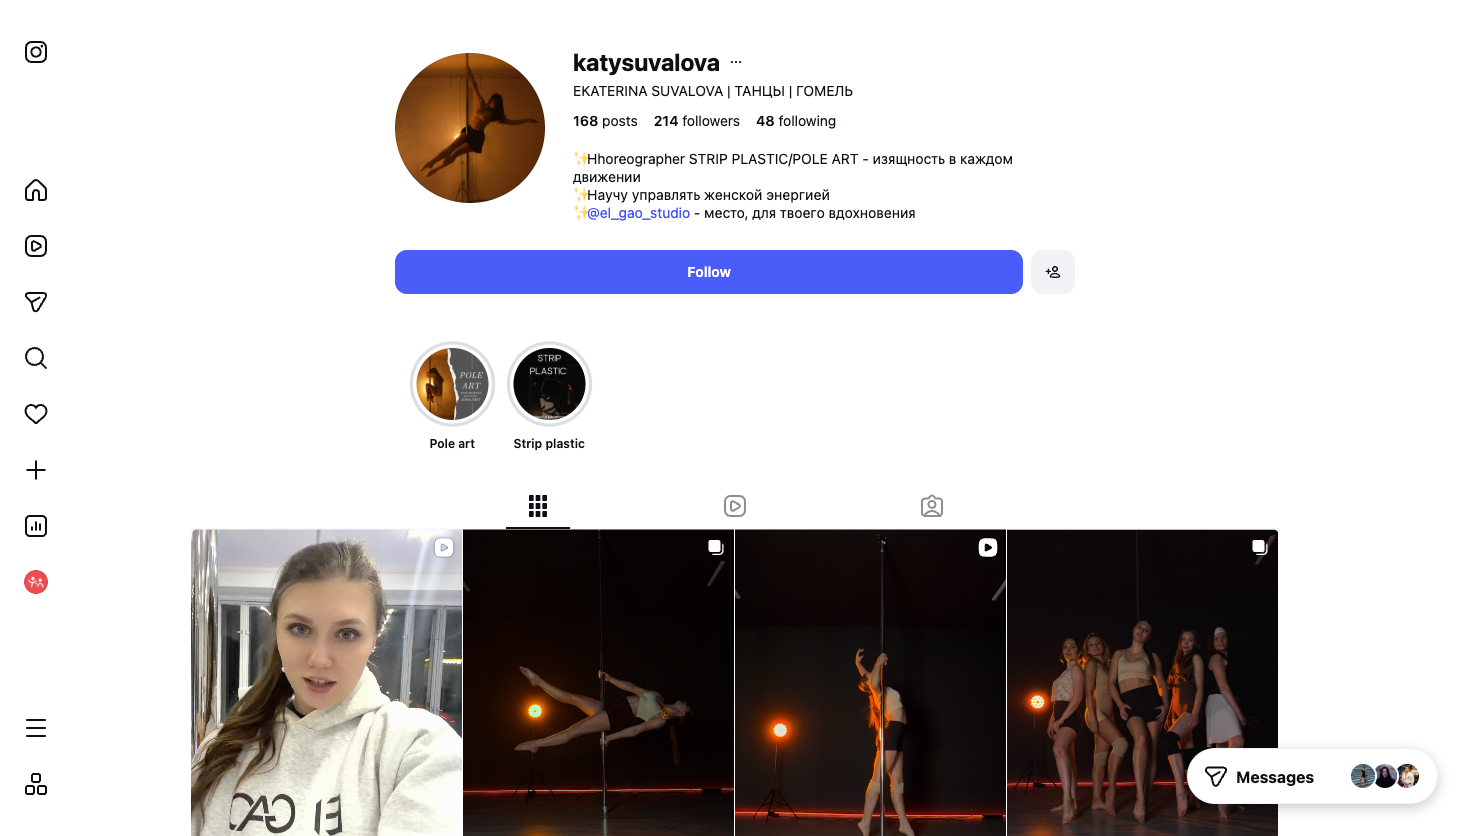 katysuvalova ...
EKATERINA SUVALOVA | ТАНЦЫ | ГОМЕЛЬ
168 posts 214 followers 48 following
✨Hhoreographer STRIP PLASTIC/POLE ART - изящность в каждом
движении
✨Научу управлять женской энергией
✨@el_gao_studio - место, для твоего вдохновения
Follow
POLE
ART
STRIP
PLASTIC
Pole art
Strip plastic
Messages